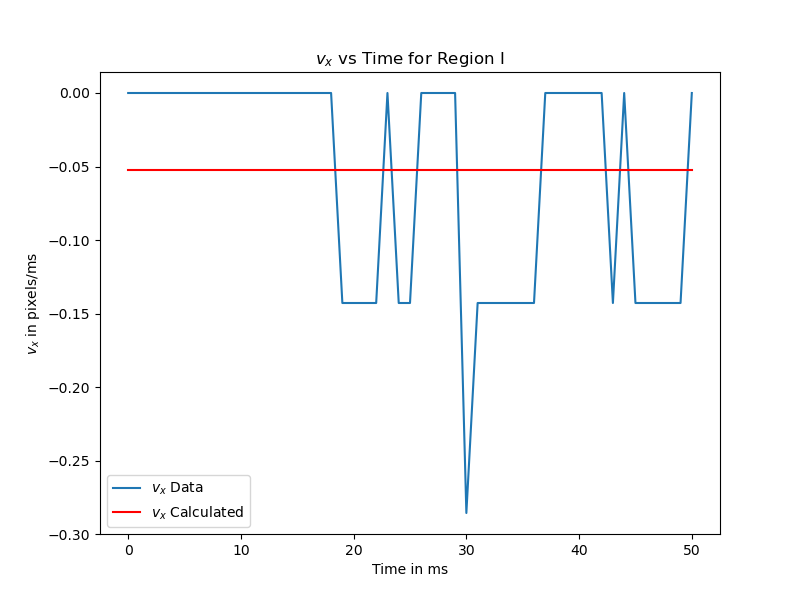 v_x vs Time for Region I
0.00
−0.05
−0.10
−0.15
−0.20
−0.25
−0.30
v_x in pixels/ms
v_x Data
v_x Calculated
0 10 20 30 40 50
Time in ms